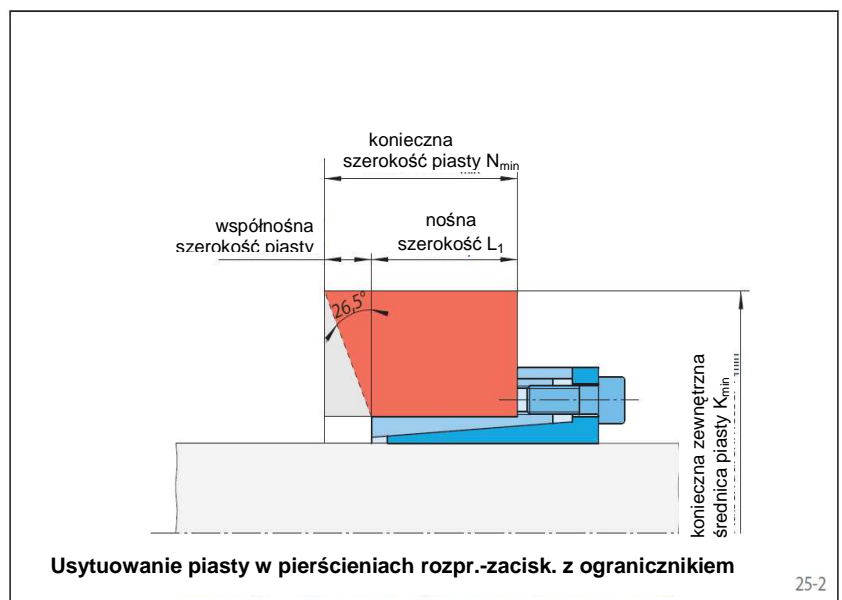 konieczna
szerokość piasty Nmin
współnośna
szerokość piasty
nośna
szerokość L1
26,5°
konieczna zewnętrzna
średnica piasty Kmin
Usytuowanie piasty w pierścieniach rozpr.-zacisk. z ogranicznikiem
25-2